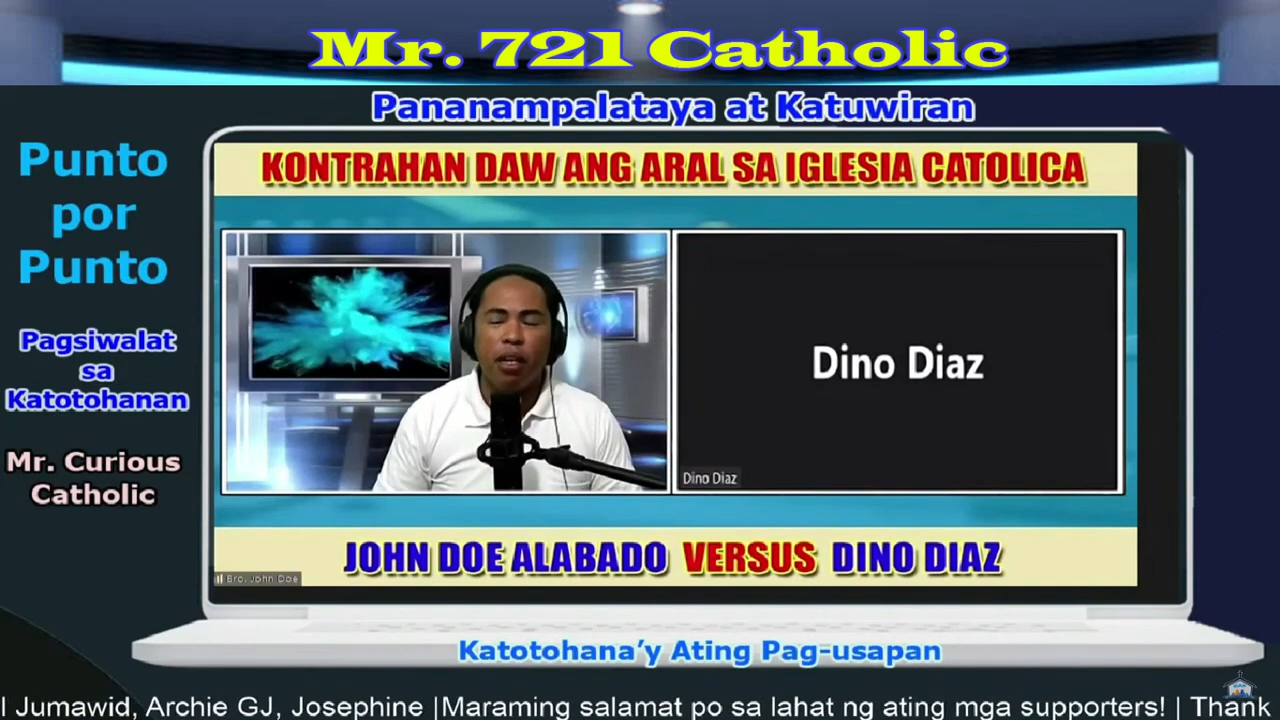 Mr. 721 Catholic
Pananampalataya at Katuwiran
Punto
por
Punto
Pagsiwalat
sa
Katotohanan
Mr. Curious
Catholic
KONTRAHAN DAW ANG ARAL SA IGLESIA CATOLICA
Dino Diaz
Dino Diaz
JOHN DOE ALABADO VERSUS DINO DIAZ
Bro. John Doe
Katotohana’y Ating Pag-usapan
l Jumawid, Archie GJ, Josephine |Maraming salamat po sa lahat ng ating mga supporters! | Thank